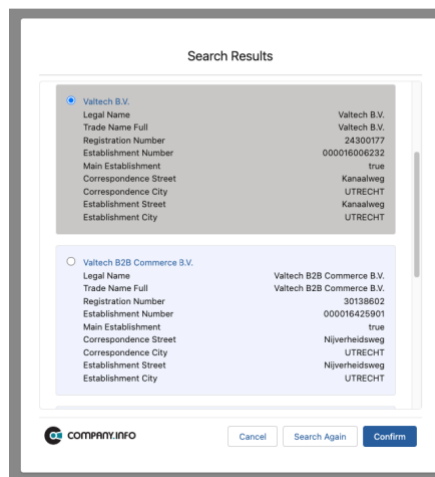 Search Results
Valtech B.V.
Legal Name Valtech B.V.
Trade Name Full Valtech B.V.
Registration Number 24300177
Establishment Number 000016006232
Main Establishment true
Correspondence Street Kanaalweg
Correspondence City UTRECHT
Establishment Street Kanaalweg
Establishment City UTRECHT
Valtech B2B Commerce B.V.
Legal Name Valtech B2B Commerce B.V.
Trade Name Full Valtech B2B Commerce B.V.
Registration Number 30138602
Establishment Number 000016425901
Main Establishment true
Correspondence Street Nijverheidsweg
Correspondence City UTRECHT
Establishment Street Nijverheidsweg
Establishment City UTRECHT
COMPANY.INFO Cancel Search Again Confirm